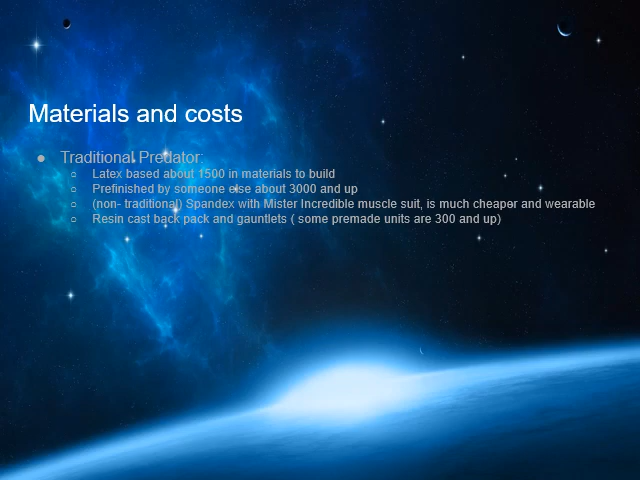 Materials and costs
● Traditional Predator:
○ Latex based about 1500 in materials to build
○ Prefinished by someone else about 3000 and up
○ (non- traditional) Spandex with Mister Incredible muscle suit, is much cheaper and wearable
○ Resin cast back pack and gauntlets ( some premade units are 300 and up)